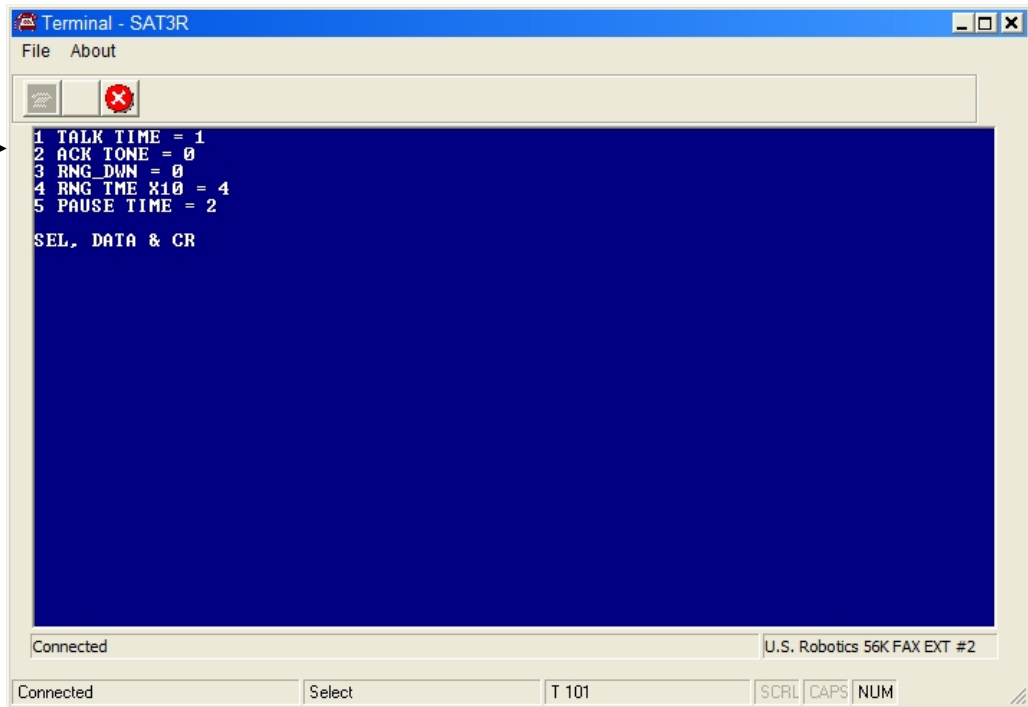 Terminal - SAT3R
File About
1 TALK TIME = 1
2 ACK TONE = 0
3 RNG_DWN = 0
4 RNG TME X10 = 4
5 PAUSE TIME = 2
SEL, DATA & CR
Connected U.S. Robotics 56K FAX EXT #2
Connected Select T 101 SCRL CAPS NUM